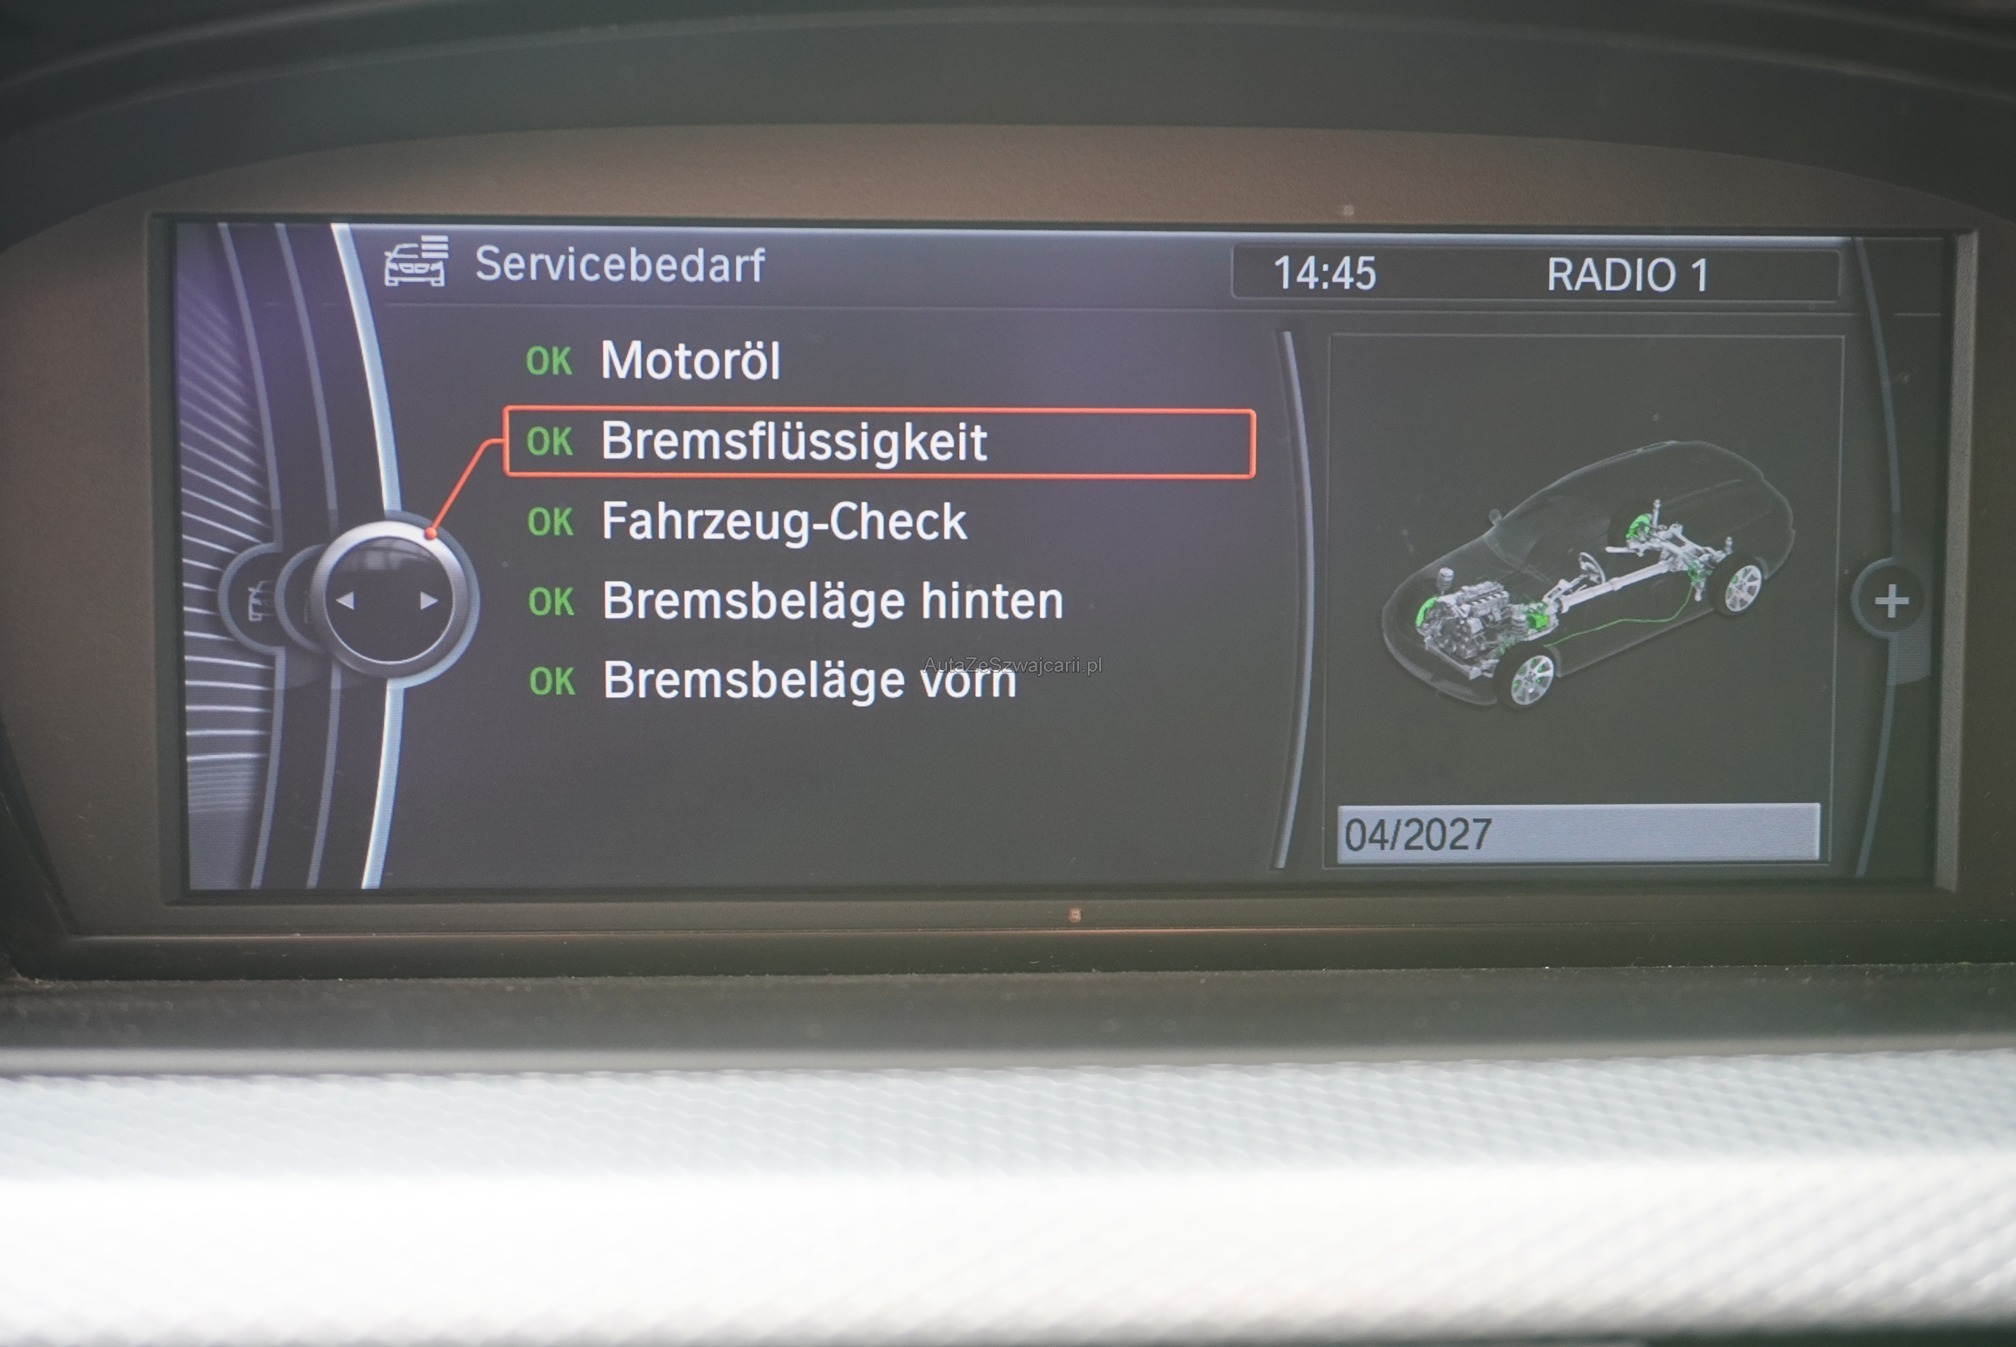 Servicebedarf
14:45 RADIO 1
OK Motoröl
OK Bremsflüssigkeit
OK Fahrzeug-Check
OK Bremsbeläge hinten
OK Bremsbeläge vorn
AutaZeSzwajcarii.pl
04/2027